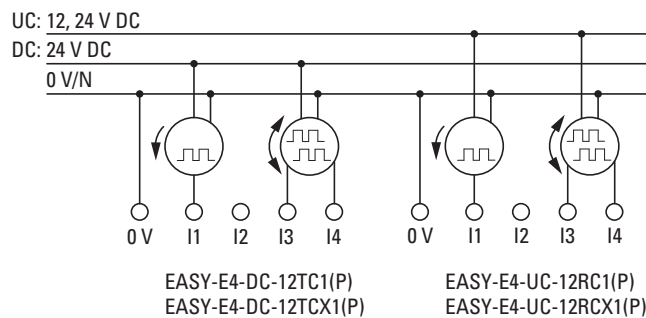 UC: 12, 24 V DC
DC: 24 V DC
0 V/N
0 V I1 I2 I3 I4 0 V I1 I2 I3 I4
EASY-E4-DC-12TC1(P) EASY-E4-UC-12RC1(P)
EASY-E4-DC-12TCX1(P) EASY-E4-UC-12RCX1(P)